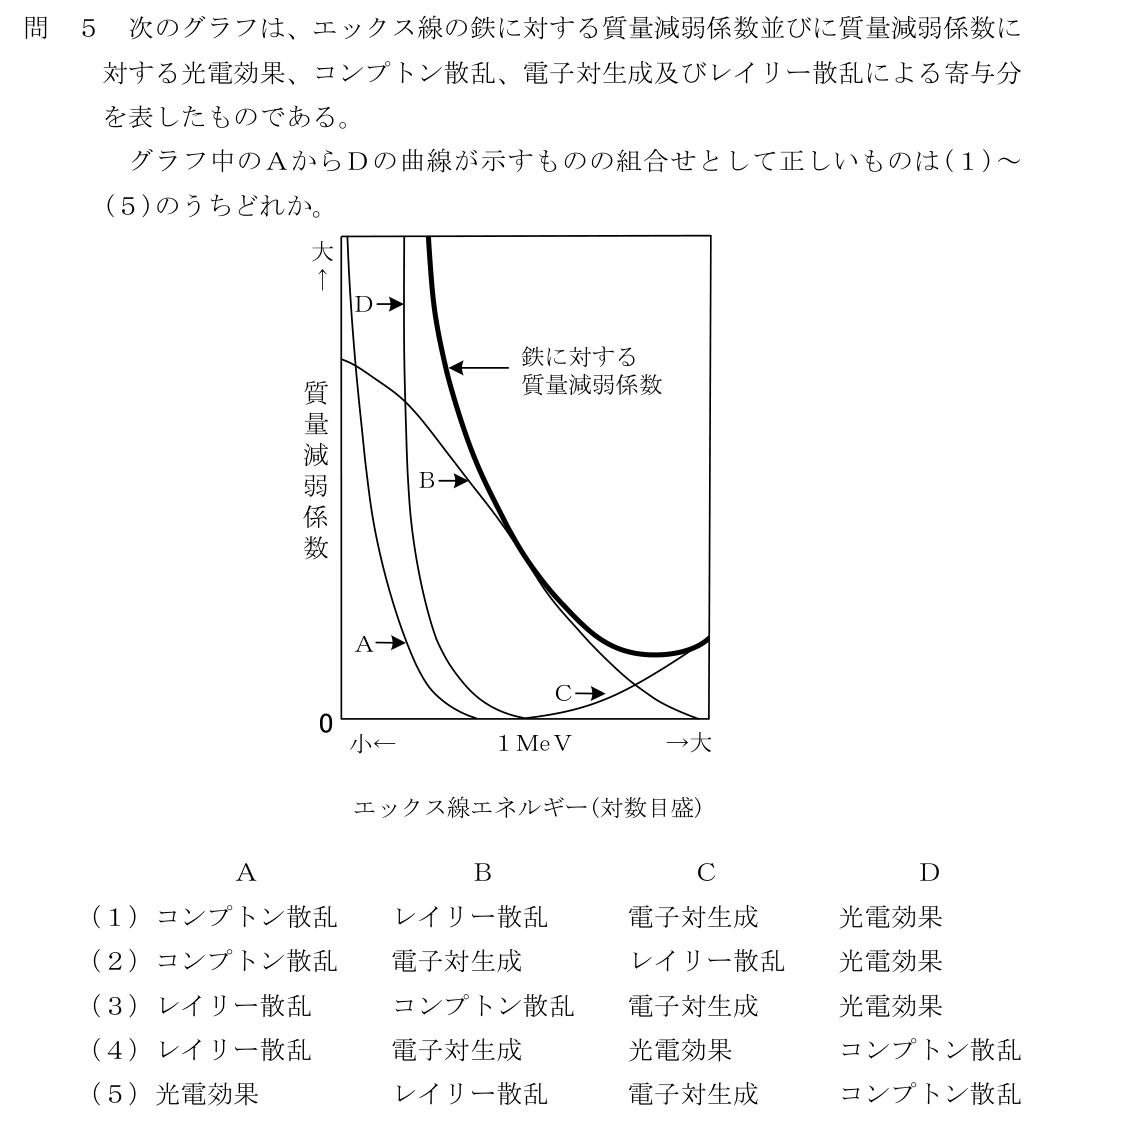 問 5 次のグラフは、エックス線の鉄に対する質量減弱係数並びに質量減弱係数に
対する光電効果、コンプトン散乱、電子対生成及びレイリー散乱による寄与分
を表したものである。
グラフ中のAからDの曲線が示すものの組合せとして正しいものは(1)～
(5)のうちどれか。
大
↑
D→
鉄に対する
質量減弱係数
質量減弱係数
B→
A→
C→
0
小← 1 MeV →大
エックス線エネルギー(対数目盛)
A B C D
(1) コンプトン散乱 レイリー散乱 電子対生成 光電効果
(2) コンプトン散乱 電子対生成 レイリー散乱 光電効果
(3) レイリー散乱 コンプトン散乱 電子対生成 光電効果
(4) レイリー散乱 電子対生成 光電効果 コンプトン散乱
(5) 光電効果 レイリー散乱 電子対生成 コンプトン散乱